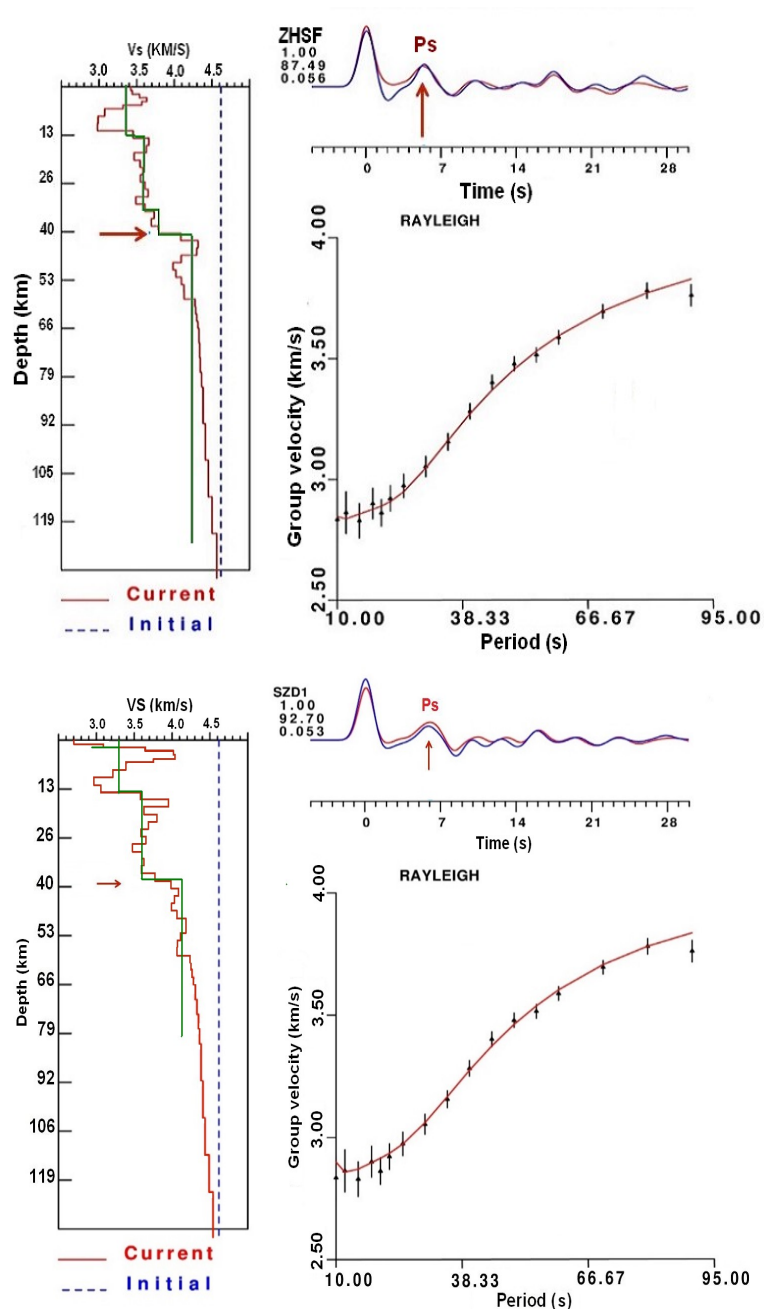 Vs (KM/S)
3.0 3.5 4.0 4.5
13
26
40
53
66
79
92
105
119
Depth (km)
Current
Initial
ZHSF
1.00
87.49
0.056
Ps
0 7 14 21 28
Time (s)
RAYLEIGH
4.00
3.50
3.00
2.50
Group velocity (km/s)
10.00 38.33 66.67 95.00
Period (s)
VS (km/s)
3.0 3.5 4.0 4.5
13
26
40
53
66
79
92
106
119
Depth (km)
Current
Initial
SZD1
1.00
92.70
0.053
Ps
0 7 14 21 28
Time (s)
RAYLEIGH
4.00
3.50
3.00
2.50
Group velocity (km/s)
10.00 38.33 66.67 95.00
Period (s)